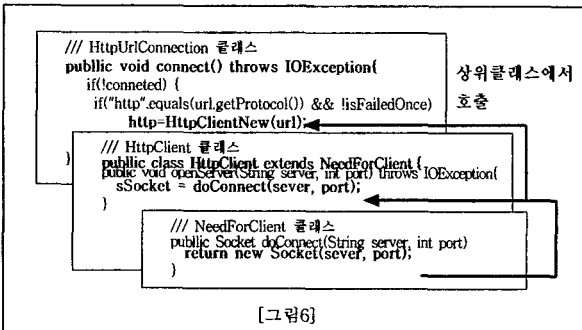 /// HttpUrlConnection 클래스
publlic void connect() throws IOException{
if(!conneted) {
if("http".equals(url.getProtocol()) && !isFailedOnce)
http=HttpClientNew(url);
}
상위클래스에서
호출
/// HttpClient 클래스
publlic class HttpClient extends NeedForClient {
public void openServer(String server, int port) throws IOException{
sSocket = doConnect(sever, port);
}
/// NeedForClient 클래스
publlic Socket doConnect(String server, int port)
return new Socket(sever, port);
}
[그림6]